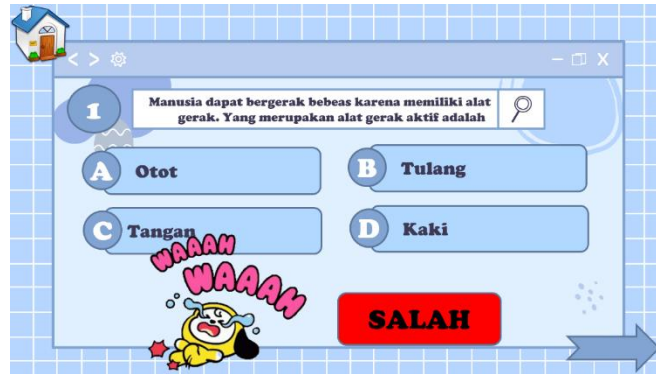 < >
X
1
Manusia dapat bergerak bebeas karena memiliki alat
gerak. Yang merupakan alat gerak aktif adalah
A Otot
B Tulang
C Tangan
D Kaki
WAAAH
WAAAH
SALAH